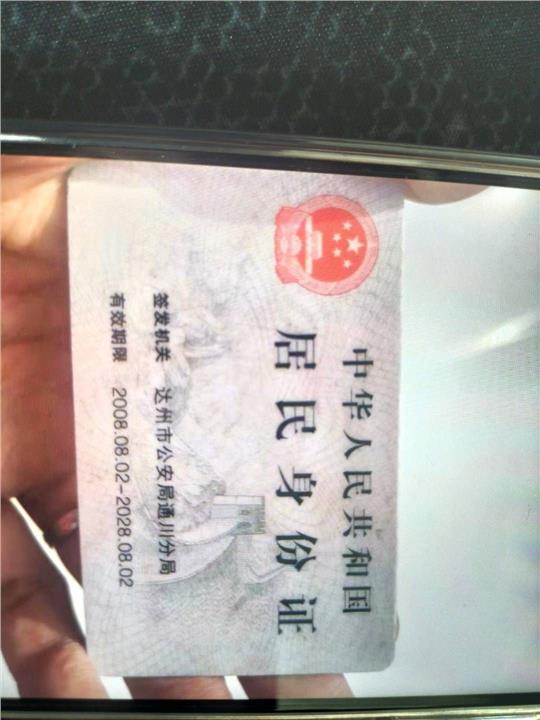 中华人民共和国
居民身份证
签发机关 达州市公安局通川分局
有效期限 2008.08.02-2028.08.02